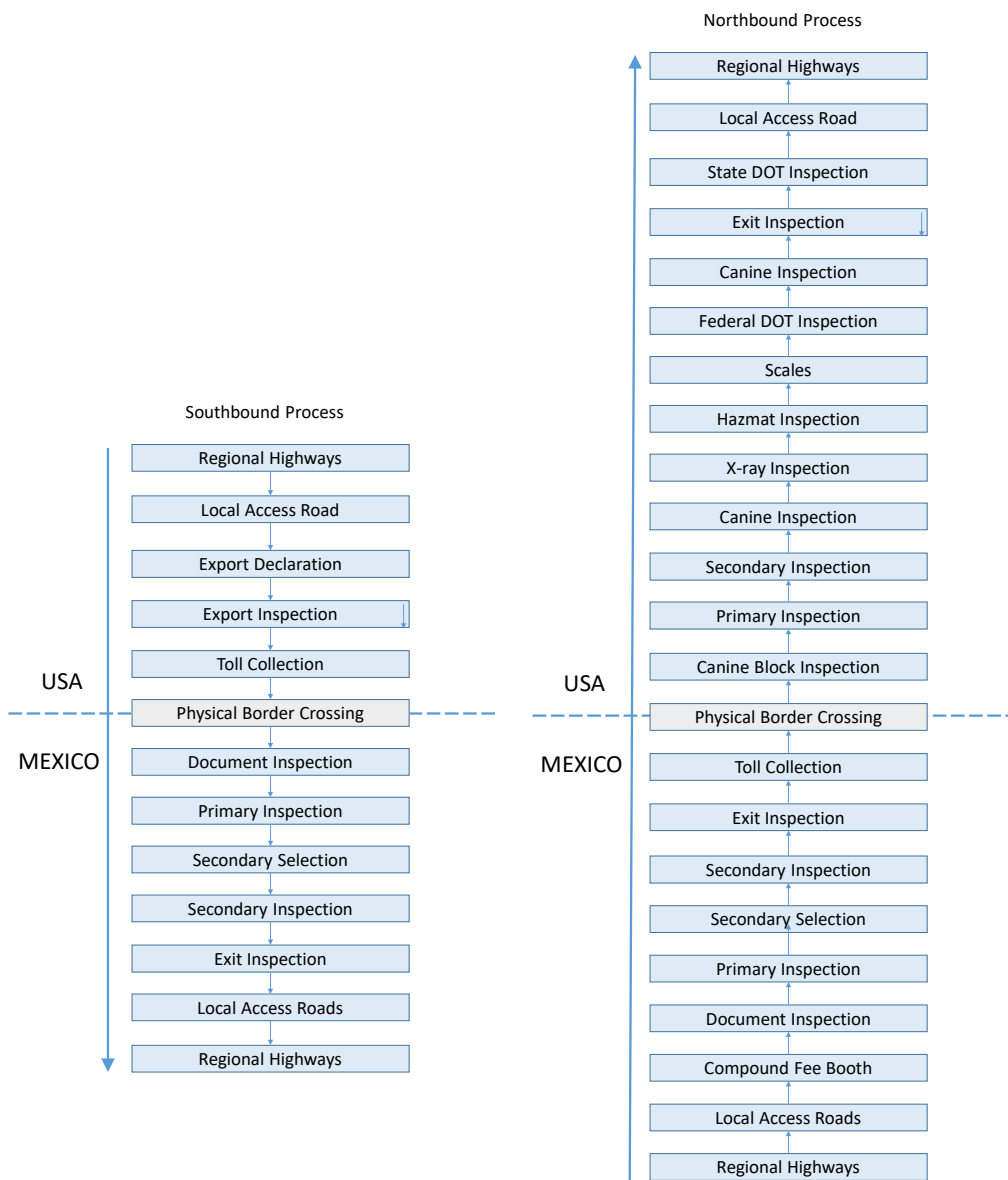 Southbound Process
Regional Highways
Local Access Road
Export Declaration
Export Inspection
Toll Collection
USA
Physical Border Crossing
MEXICO
Document Inspection
Primary Inspection
Secondary Selection
Secondary Inspection
Exit Inspection
Local Access Roads
Regional Highways
Northbound Process
Regional Highways
Local Access Road
State DOT Inspection
Exit Inspection
Canine Inspection
Federal DOT Inspection
Scales
Hazmat Inspection
X-ray Inspection
Canine Inspection
Secondary Inspection
Primary Inspection
Canine Block Inspection
USA
Physical Border Crossing
MEXICO
Toll Collection
Exit Inspection
Secondary Inspection
Secondary Selection
Primary Inspection
Document Inspection
Compound Fee Booth
Local Access Roads
Regional Highways